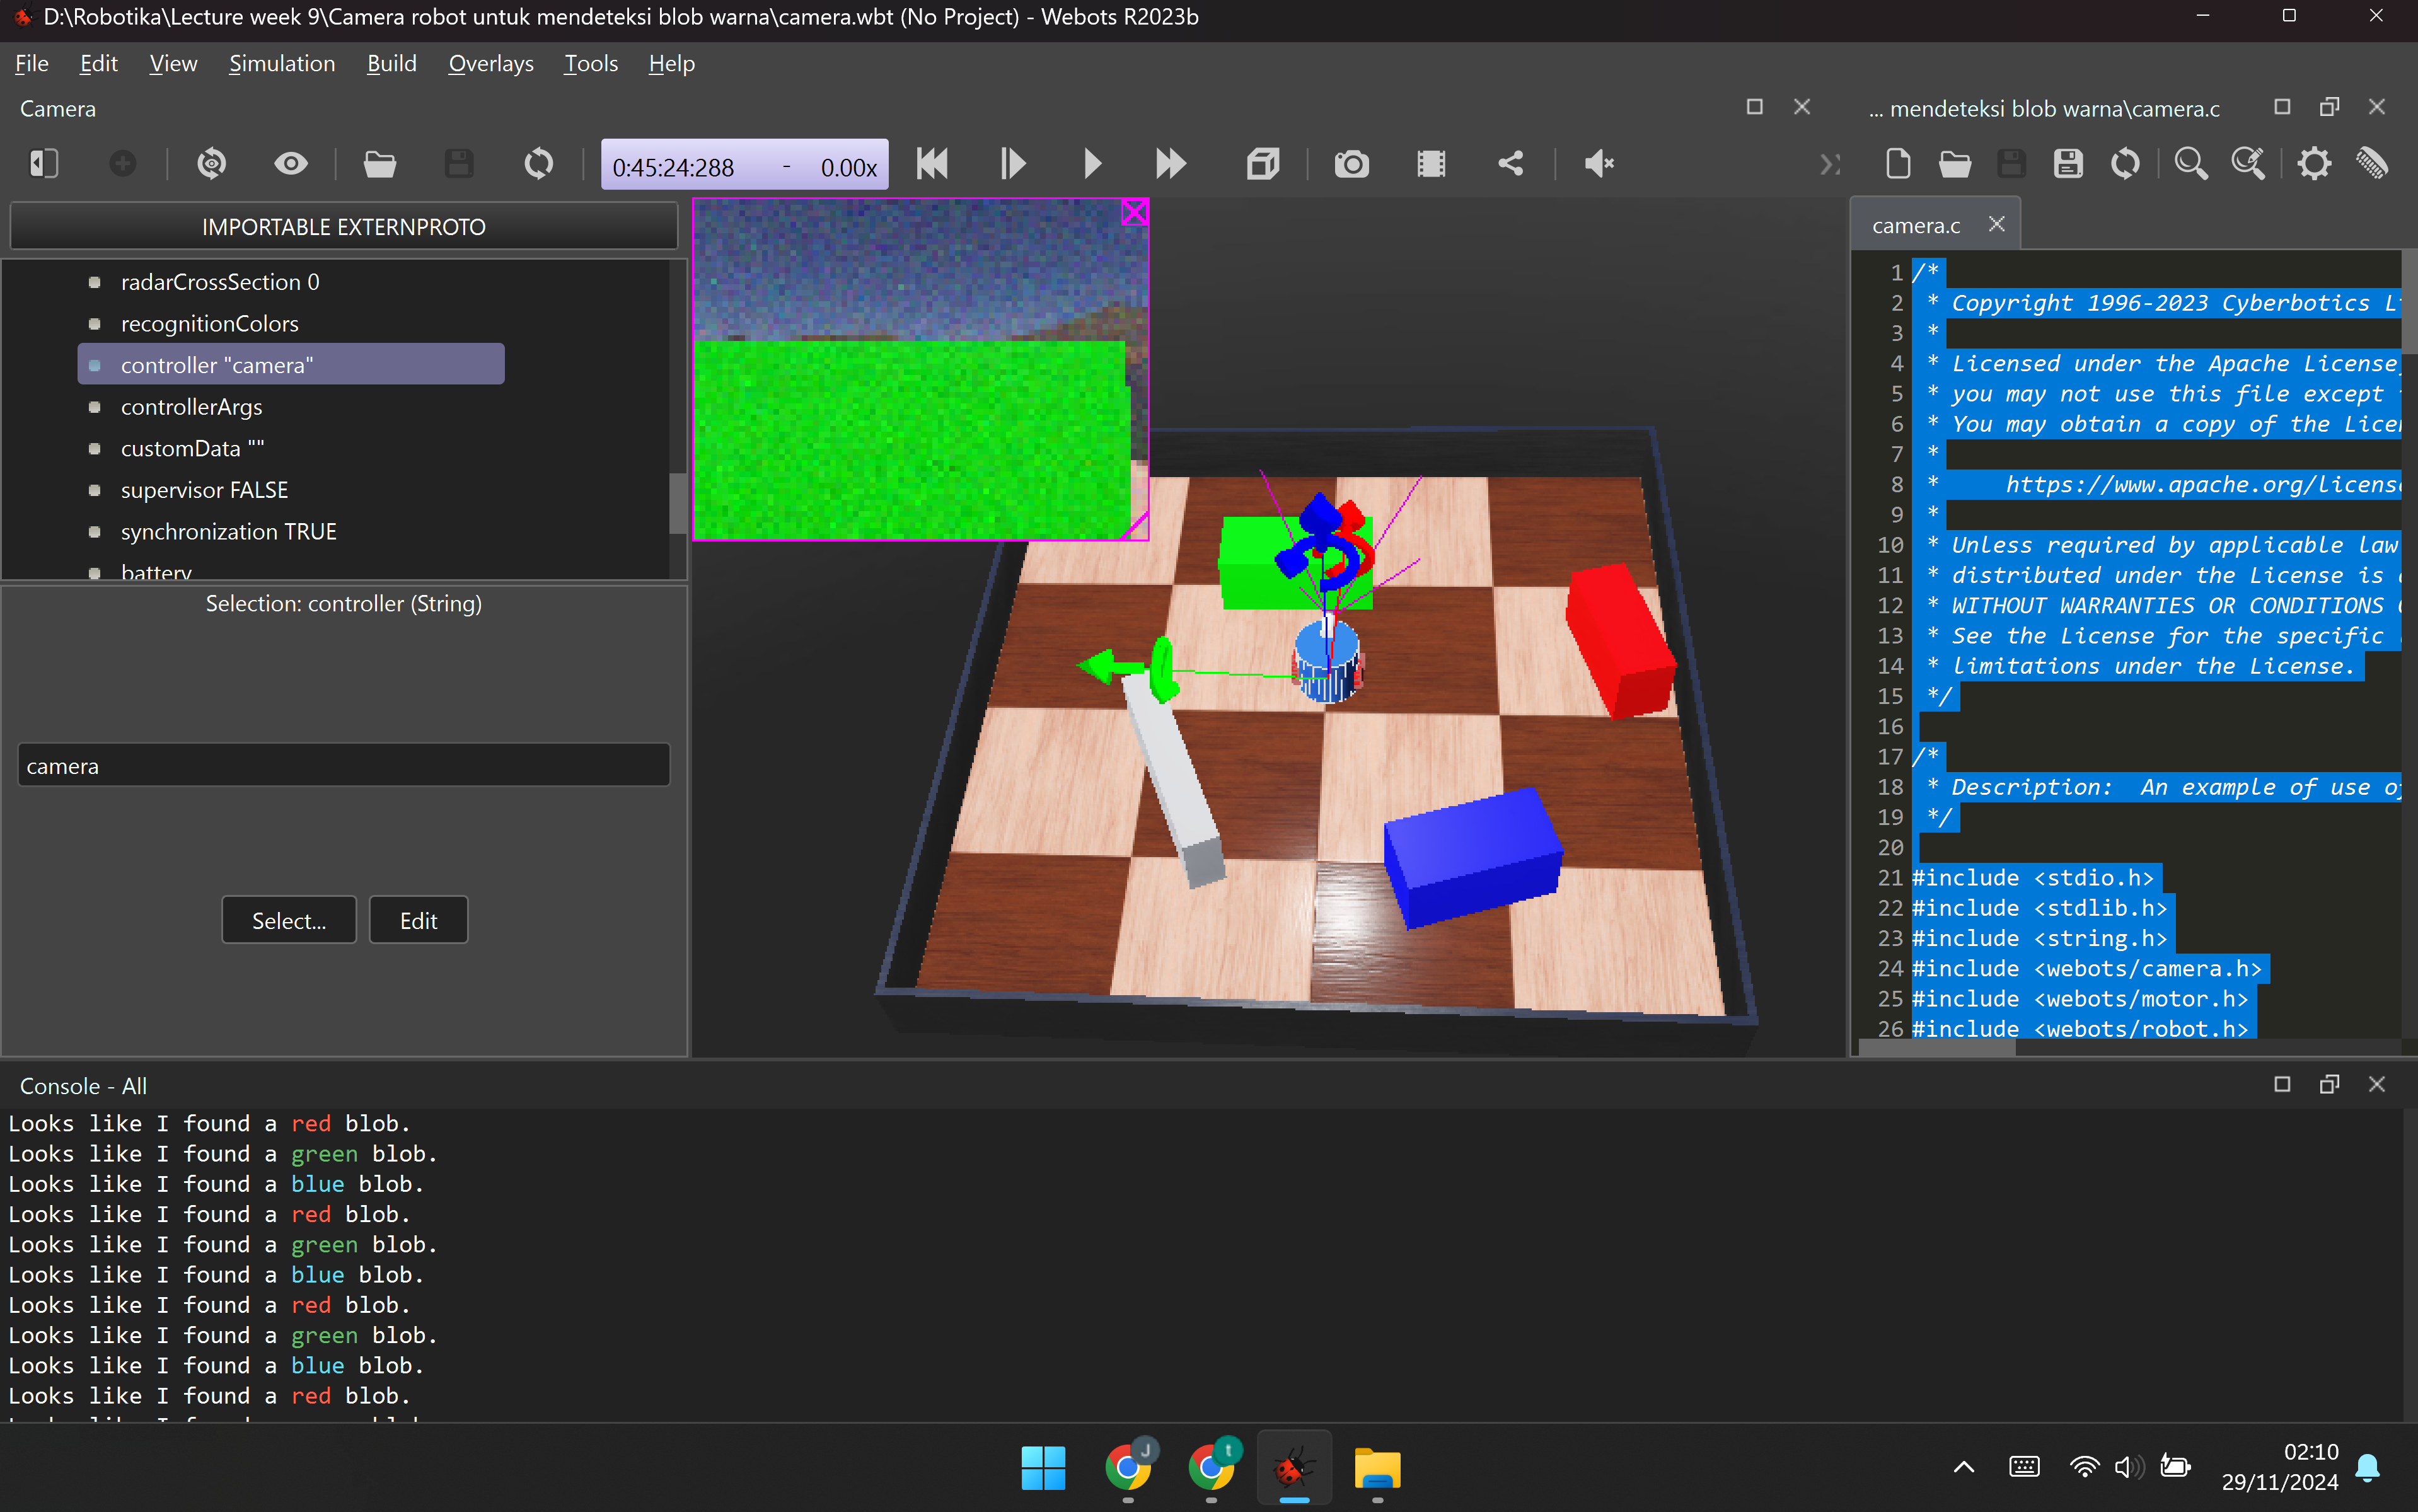 D:\Robotika\Lecture week 9\Camera robot untuk mendeteksi blob warna\camera.wbt (No Project) - Webots R2023b
File Edit View Simulation Build Overlays Tools Help
Camera
0:45:24:288 - 0.00x
IMPORTABLE EXTERNPROTO
radarCrossSection 0
recognitionColors
controller "camera"
controllerArgs
customData ""
supervisor FALSE
synchronization TRUE
battery
Selection: controller (String)
camera
Select...
Edit
... mendeteksi blob warna\camera.c
camera.c
1 /*
2 * Copyright 1996-2023 Cyberbotics
3 *
4 * Licensed under the Apache License
5 * you may not use this file except
6 * You may obtain a copy of the
7 *
8 * https://www.apache.org/
9 *
10 * Unless required by applicable law
11 * distributed under the License is
12 * WITHOUT WARRANTIES OR CONDITIONS
13 * See the License for the specific
14 * limitations under the License.
15 */
16
17 /*
18 * Description: An example of use
19 */
20
21 #include <stdio.h>
22 #include <stdlib.h>
23 #include <string.h>
24 #include <webots/camera.h>
25 #include <webots/motor.h>
26 #include <webots/robot.h>
Console - All
Looks like I found a red blob.
Looks like I found a green blob.
Looks like I found a blue blob.
Looks like I found a red blob.
Looks like I found a green blob.
Looks like I found a blue blob.
Looks like I found a red blob.
Looks like I found a green blob.
Looks like I found a blue blob.
Looks like I found a red blob.
J
t
02:10
29/11/2024